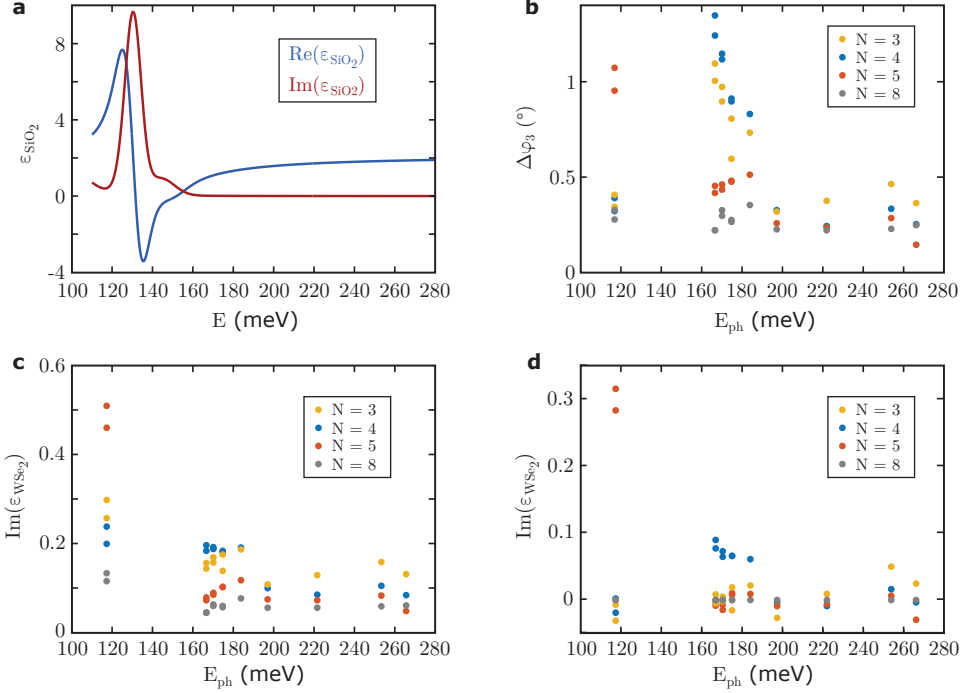 a
8
4
0
-4
ε_SiO₂
Re(ε_SiO₂)
Im(ε_SiO2)
100 120 140 160 180 200 220 240 260 280
E (meV)
b
1
0.5
0
Δφ₃ (°)
N = 3
N = 4
N = 5
N = 8
100 120 140 160 180 200 220 240 260 280
E_ph (meV)
c
0.6
0.4
0.2
0
Im(ε_WSe₂)
N = 3
N = 4
N = 5
N = 8
100 120 140 160 180 200 220 240 260 280
E_ph (meV)
d
0.3
0.2
0.1
0
Im(ε_WSe₂)
N = 3
N = 4
N = 5
N = 8
100 120 140 160 180 200 220 240 260 280
E_ph (meV)